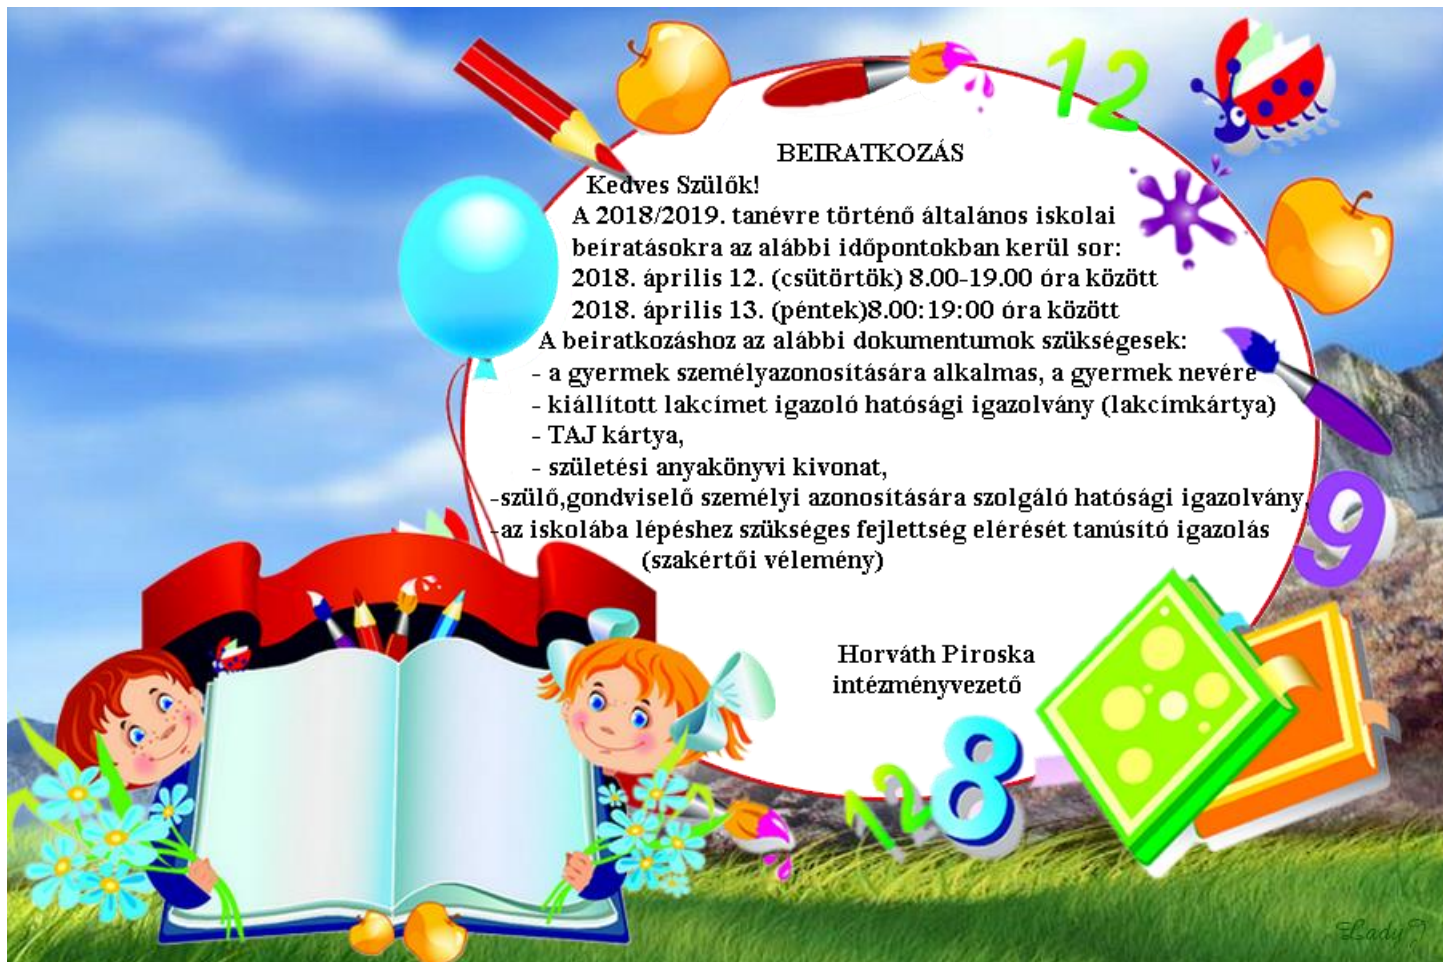 BEIRATKOZÁS
Kedves Szülők!
A 2018/2019. tanévre történő általános iskolai
beíratásokra az alábbi időpontokban kerül sor:
2018. április 12. (csütörtök) 8.00-19.00 óra között
2018. április 13. (péntek)8.00:19:00 óra között
A beiratkozáshoz az alábbi dokumentumok szükségesek:
- a gyermek személyazonosítására alkalmas, a gyermek nevére
- kiállított lakcímet igazoló hatósági igazolvány (lakcímkártya)
- TAJ kártya,
- születési anyakönyvi kivonat,
-szülő,gondviselő személyi azonosítására szolgáló hatósági igazolvány,
-az iskolába lépéshez szükséges fejlettség elérését tanúsító igazolás
(szakértői vélemény)
Horváth Piroska
intézményvezető
12
9
12
8
Lady